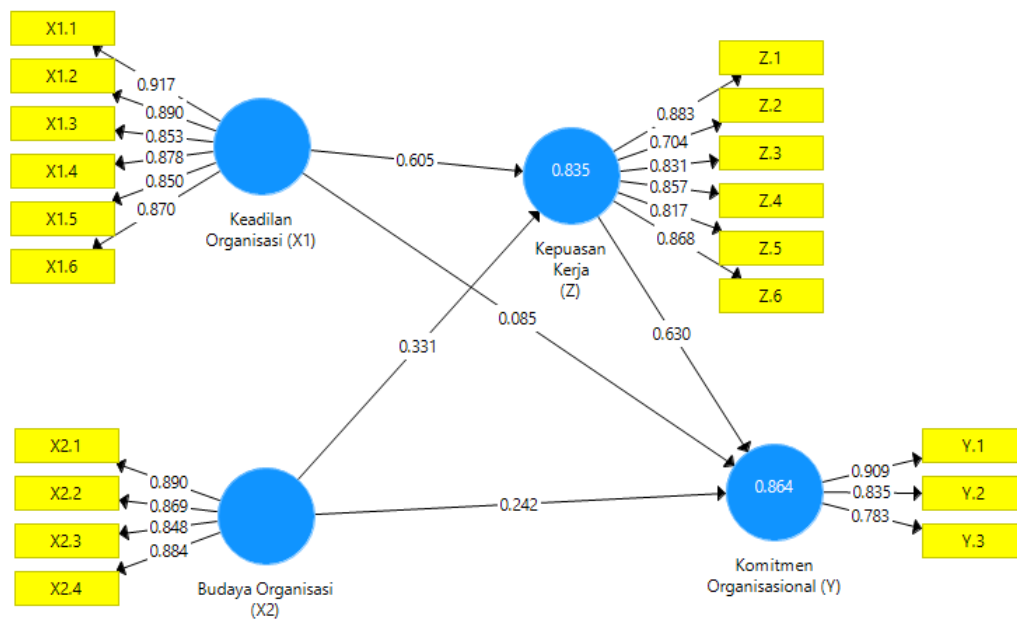 X1.1
X1.2
X1.3
X1.4
X1.5
X1.6
0.917
0.890
0.853
0.878
0.850
0.870
Keadilan
Organisasi (X1)
0.605
0.835
Kepuasan
Kerja
(Z)
0.883
0.704
0.831
0.857
0.817
0.868
Z.1
Z.2
Z.3
Z.4
Z.5
Z.6
0.085
0.331
0.630
X2.1
X2.2
X2.3
X2.4
0.890
0.869
0.848
0.884
Budaya Organisasi
(X2)
0.242
0.864
Komitmen
Organisasional (Y)
0.909
0.835
0.783
Y.1
Y.2
Y.3